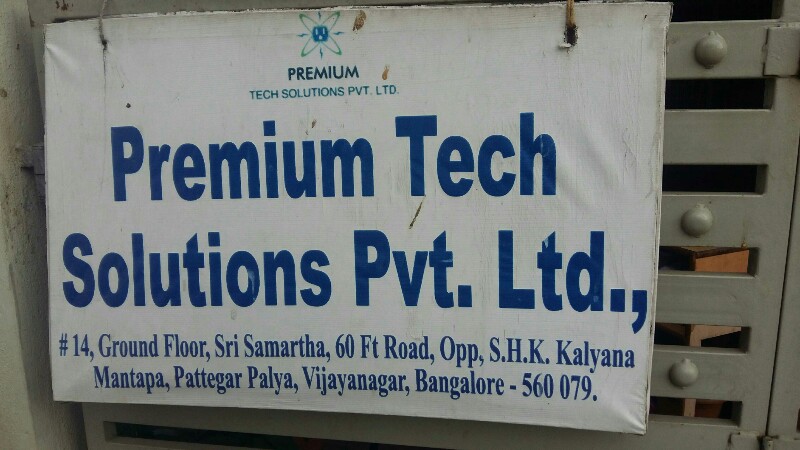 PREMIUM
TECH SOLUTIONS PVT. LTD.
Premium Tech
Solutions Pvt. Ltd.,
# 14, Ground Floor, Sri Samartha, 60 Ft Road, Opp, S.H.K. Kalyana
Mantapa, Pattegar Palya, Vijayanagar, Bangalore - 560 079.